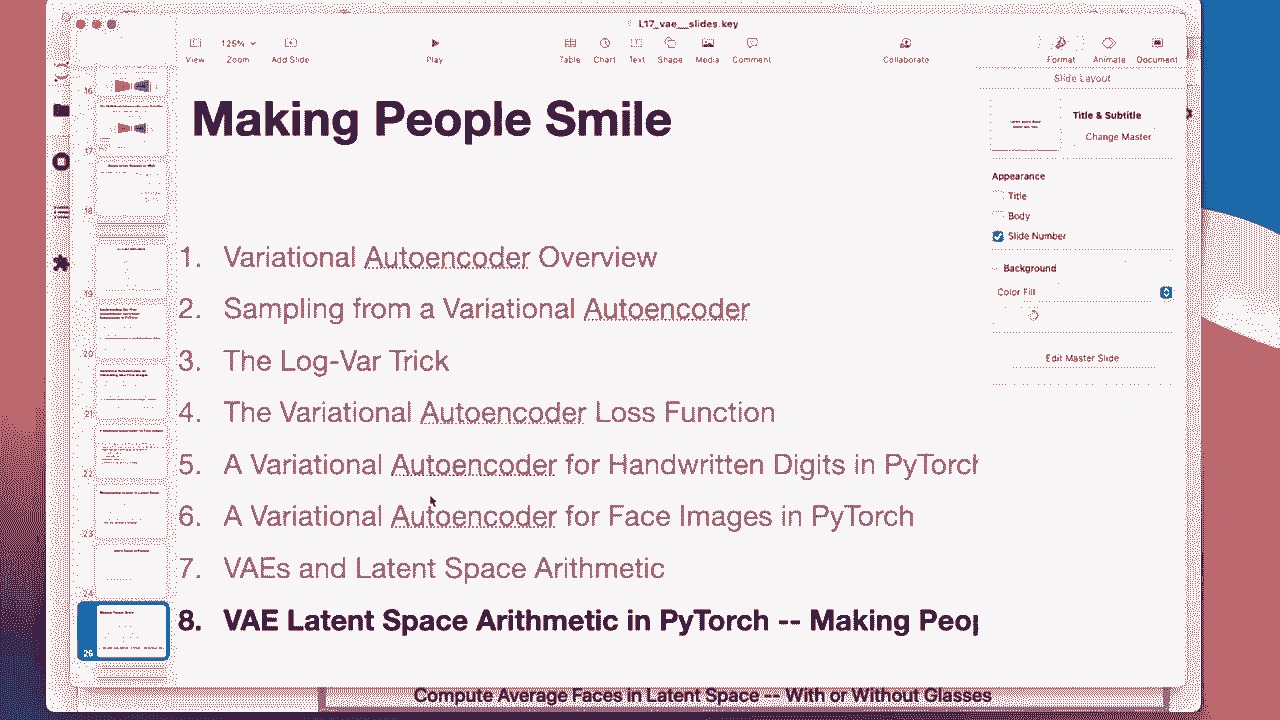 L17_vae__slides.key
125%
View
Zoom
Add Slide
Play
Table
Chart
Text
Shape
Media
Comment
Collaborate
Format
Animate
Document
Slide Layout
Title & Subtitle
Change Master
Appearance
Title
Body
Slide Number
Background
Color Fill
Edit Master Slide
16
18
19
20
21
22
23
24
25
Making People Smile
1. Variational Autoencoder Overview
2. Sampling from a Variational Autoencoder
3. The Log-Var Trick
4. The Variational Autoencoder Loss Function
5. A Variational Autoencoder for Handwritten Digits in PyTorch
6. A Variational Autoencoder for Face Images in PyTorch
7. VAEs and Latent Space Arithmetic
8. VAE Latent Space Arithmetic in PyTorch -- Making Peop
Compute Average Faces in Latent Space -- With or Without Glasses